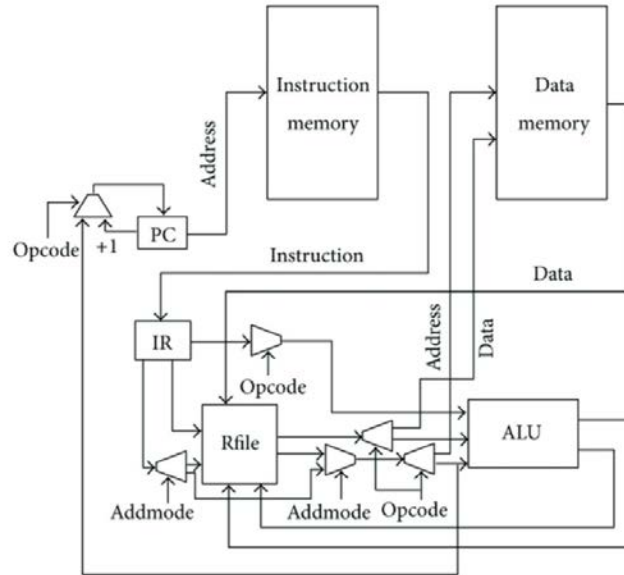 Instruction
memory
Data
memory
Address
Opcode
+1
PC
Instruction
Data
Address
Data
IR
Opcode
Rfile
ALU
Addmode
Addmode
Opcode